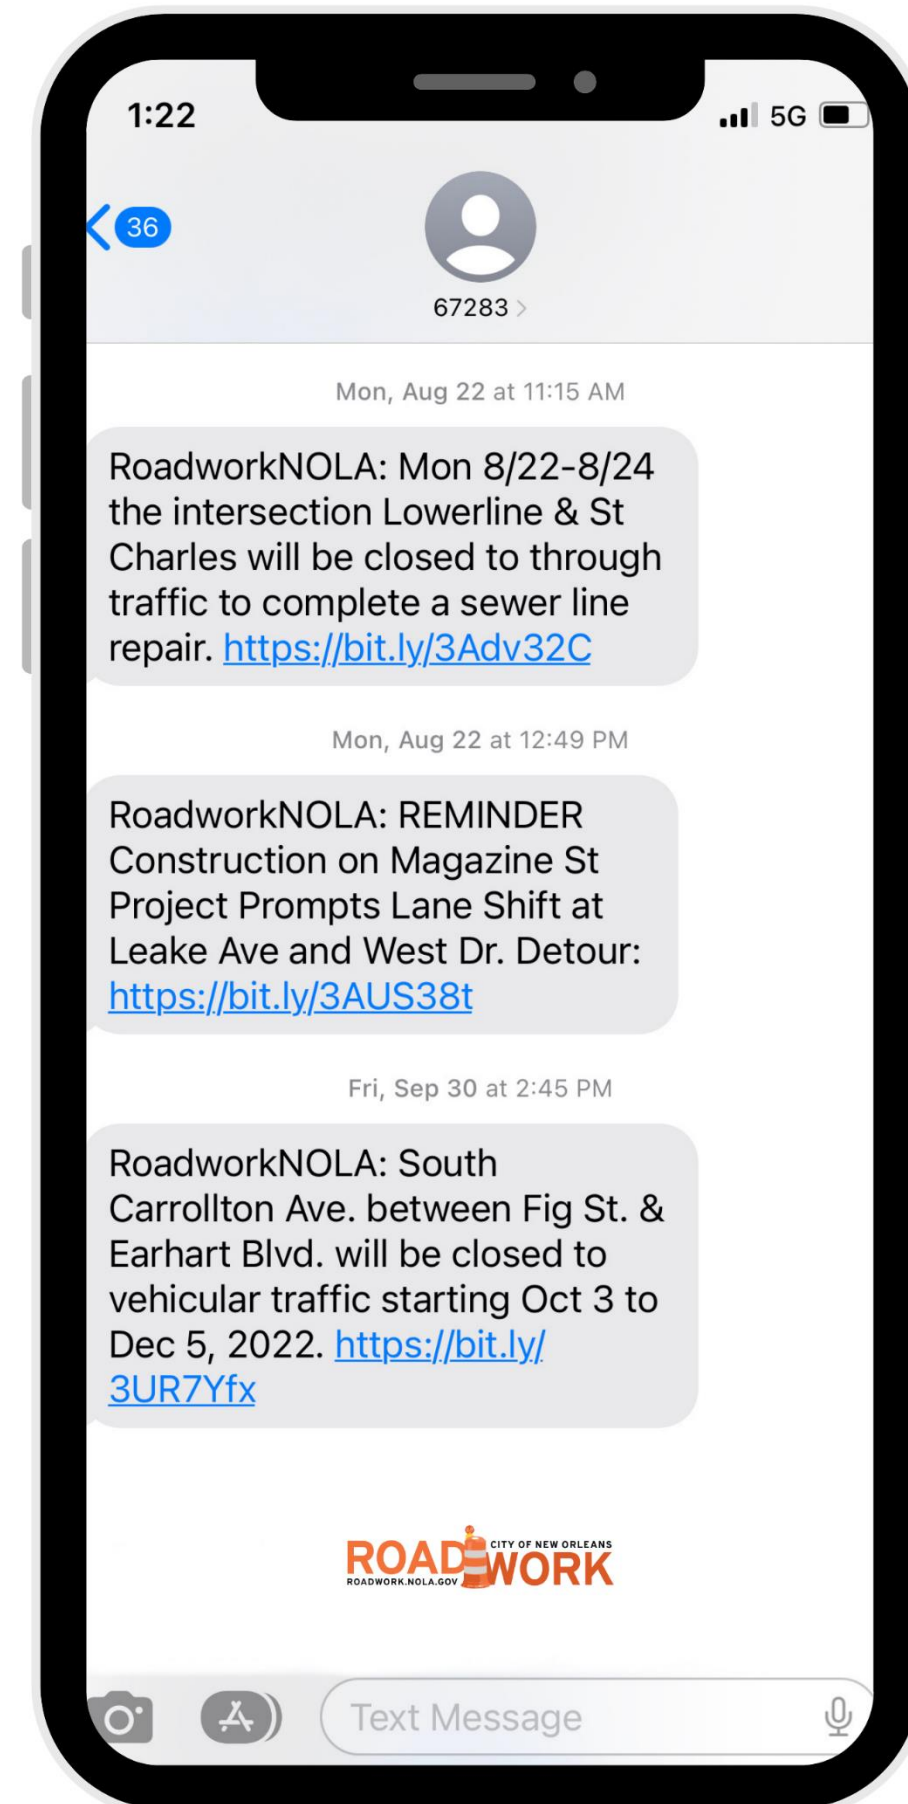 1:22
5G
36
67283
Mon, Aug 22 at 11:15 AM
RoadworkNOLA: Mon 8/22-8/24
the intersection Lowerline & St
Charles will be closed to through
traffic to complete a sewer line
repair. https://bit.ly/3Adv32C
Mon, Aug 22 at 12:49 PM
RoadworkNOLA: REMINDER
Construction on Magazine St
Project Prompts Lane Shift at
Leake Ave and West Dr. Detour:
https://bit.ly/3AUS38t
Fri, Sep 30 at 2:45 PM
RoadworkNOLA: South
Carrollton Ave. between Fig St. &
Earhart Blvd. will be closed to
vehicular traffic starting Oct 3 to
Dec 5, 2022. https://bit.ly/
3UR7Yfx
CITY OF NEW ORLEANS
ROADWORK
ROADWORK.NOLA.GOV
Text Message